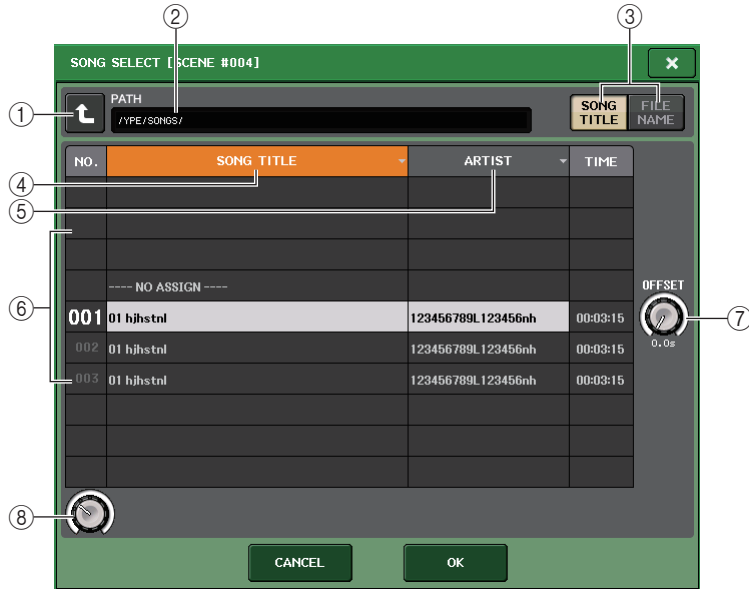 ① ② ③ ④ ⑤ ⑥ ⑦ ⑧
SONG SELECT [SCENE #004]
PATH
/YPE/SONGS/
SONG TITLE
FILE NAME
NO. SONG TITLE ARTIST TIME
---- NO ASSIGN ----
001 01 hjhstnl 123456789L123456nh 00:03:15
002 01 hjhstnl 123456789L123456nh 00:03:15
003 01 hjhstnl 123456789L123456nh 00:03:15
OFFSET
0.0s
CANCEL
OK